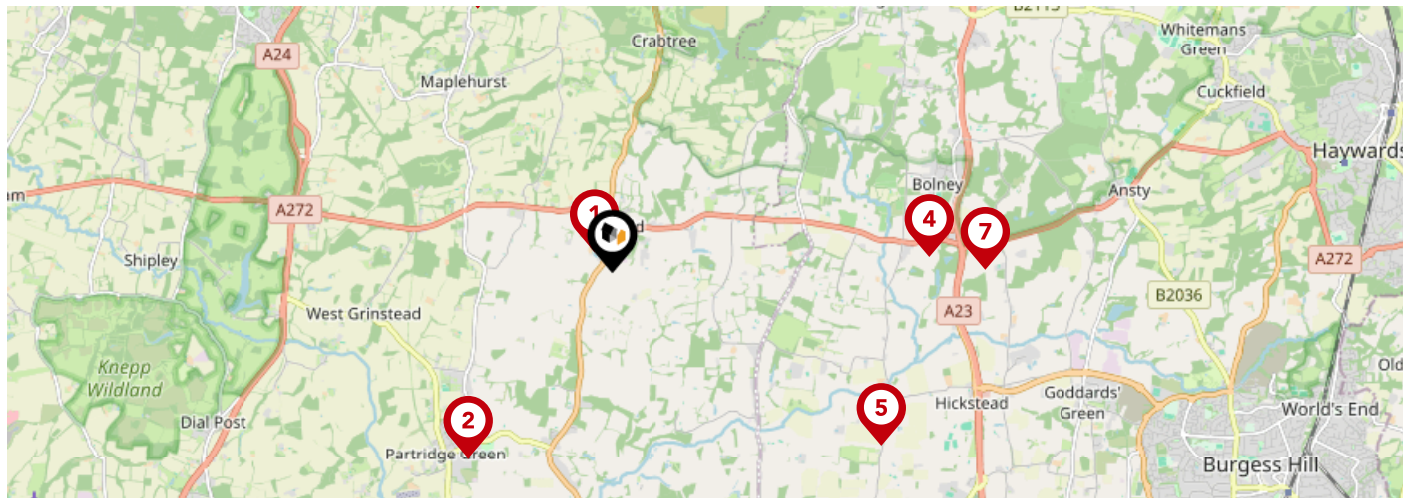 B2115
Whitemans
Green
Crabtree
A24
Maplehurst
Cuckfield
Haywards
Bolney
Ansty
am
A272
1
d
4
7
Shipley
A272
B2036
West Grinstead
A23
Knepp
Wildland
Old
Goddards'
Green
Hickstead
World's End
5
2
Dial Post
Partridge Green
Burgess Hill